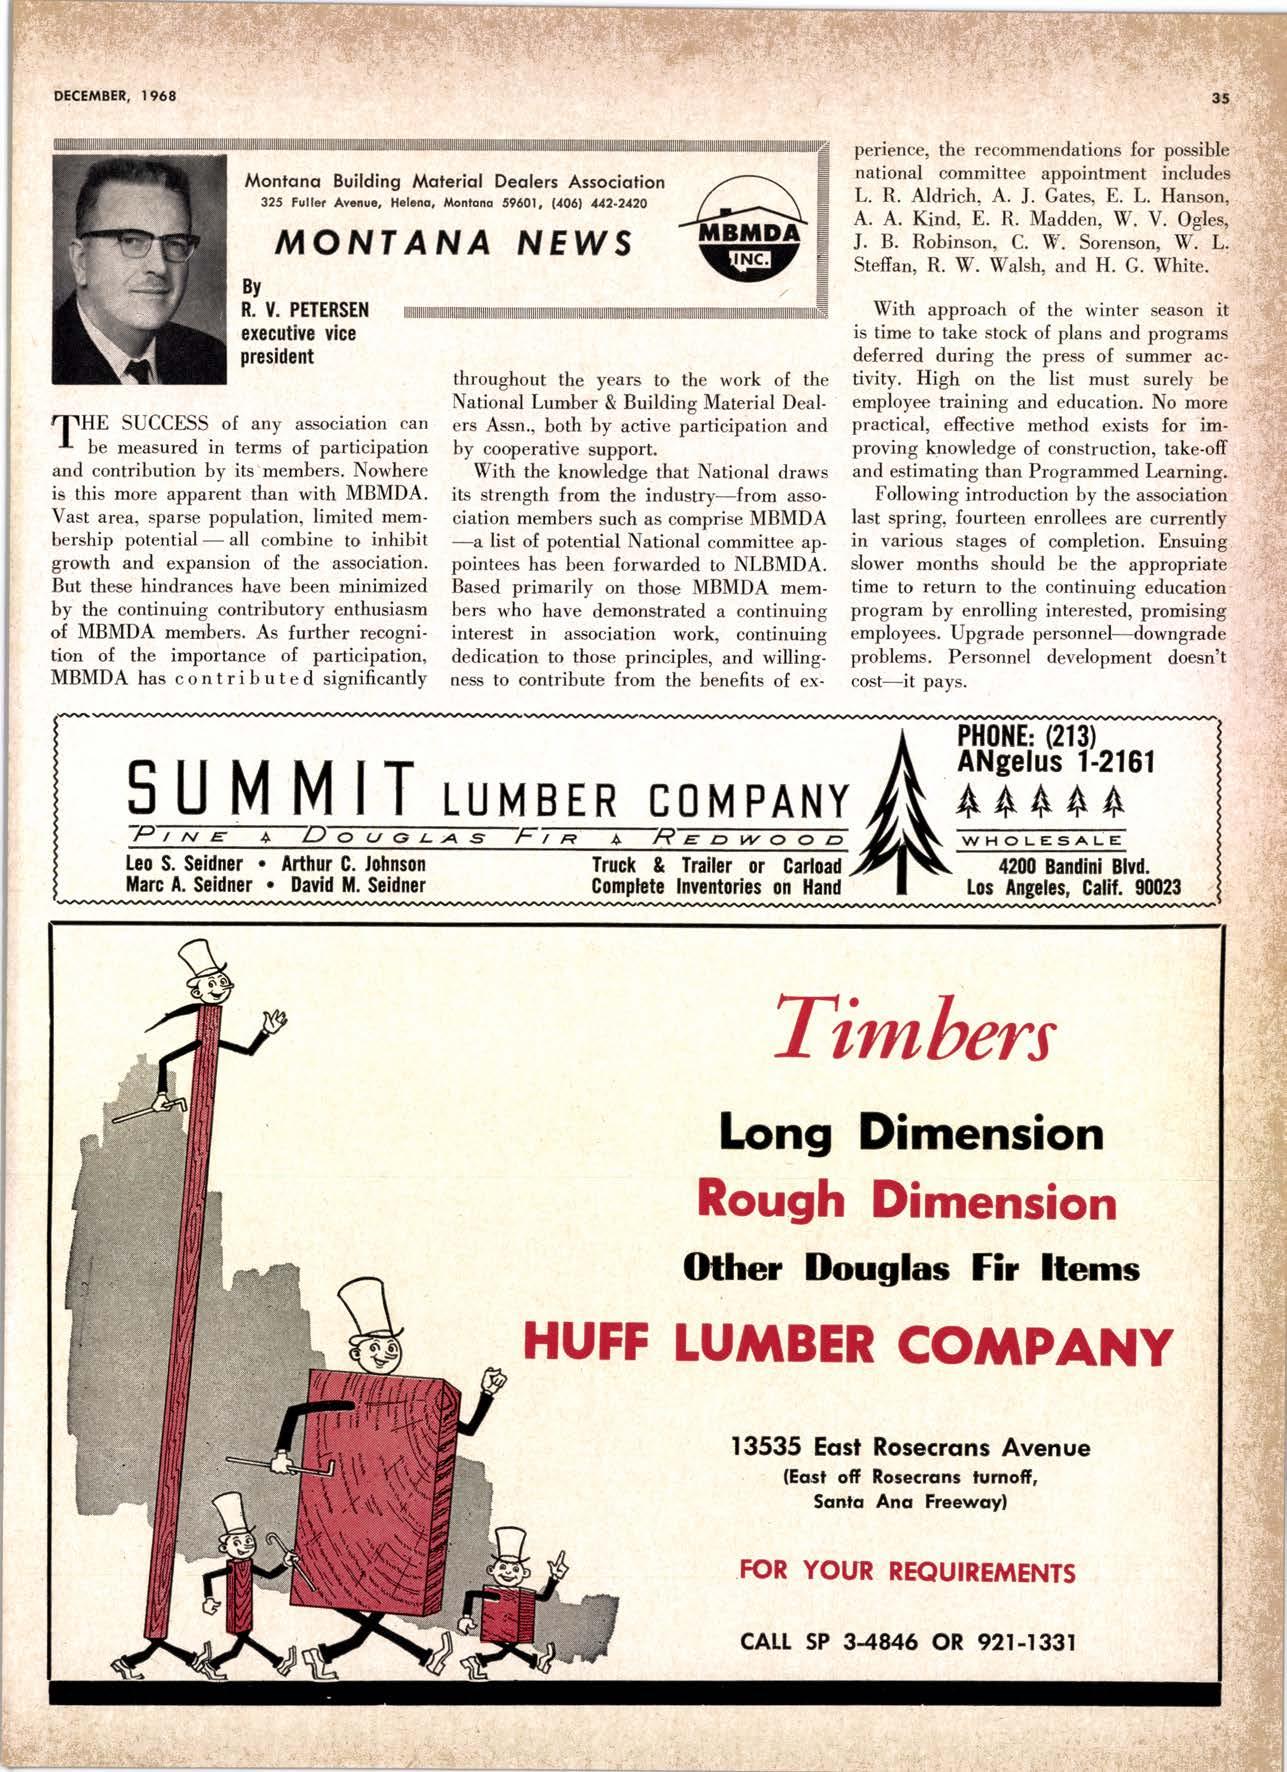 DECEMBER, 1968
35
Montana Building Material Dealers Association
325 Fuller Avenue, Helena, Montana 59601, (406) 442-2420
MONTANA NEWS
MBMDA
INC.
By
R. V. PETERSEN
executive vice
president
THE SUCCESS of any association can
be measured in terms of participation
and contribution by its members. Nowhere
is this more apparent than with MBMDA.
Vast area, sparse population, limited mem-
bership potential — all combine to inhibit
growth and expansion of the association.
But these hindrances have been minimized
by the continuing contributory enthusiasm
of MBMDA members. As further recogni-
tion of the importance of participation,
MBMDA has contributed significantly
throughout the years to the work of the
National Lumber & Building Material Deal-
ers Assn., both by active participation and
by cooperative support.
With the knowledge that National draws
its strength from the industry—from asso-
ciation members such as comprise MBMDA
—a list of potential National committee ap-
pointees has been forwarded to NLBMDA.
Based primarily on those MBMDA mem-
bers who have demonstrated a continuing
interest in association work, continuing
dedication to those principles, and willing-
ness to contribute from the benefits of ex-
perience, the recommendations for possible
national committee appointment includes
L. R. Aldrich, A. J. Gates, E. L. Hanson,
A. A. Kind, E. R. Madden, W. V. Ogles,
J. B. Robinson, C. W. Sorenson, W. L.
Steffan, R. W. Walsh, and H. G. White.
With approach of the winter season it
is time to take stock of plans and programs
deferred during the press of summer ac-
tivity. High on the list must surely be
employee training and education. No more
practical, effective method exists for im-
proving knowledge of construction, take-off
and estimating than Programmed Learning.
Following introduction by the association
last spring, fourteen enrollees are currently
in various stages of completion. Ensuing
slower months should be the appropriate
time to return to the continuing education
program by enrolling interested, promising
employees. Upgrade personnel—downgrade
problems. Personnel development doesn't
cost—it pays.
SUMMIT LUMBER COMPANY
PINE DOUGLAS FIR REDWOOD
Leo S. Seidner • Arthur C. Johnson
Marc A. Seidner • David M. Seidner
Truck & Trailer or Carload
Complete Inventories on Hand
PHONE: (213)
ANgelus 1-2161
WHOLESALE
4200 Bandini Blvd.
Los Angeles, Calif. 90023
Timbers
Long Dimension
Rough Dimension
Other Douglas Fir Items
HUFF LUMBER COMPANY
13535 East Rosecrans Avenue
(East off Rosecrans turnoff,
Santa Ana Freeway)
FOR YOUR REQUIREMENTS
CALL SP 3-4846 OR 921-1331